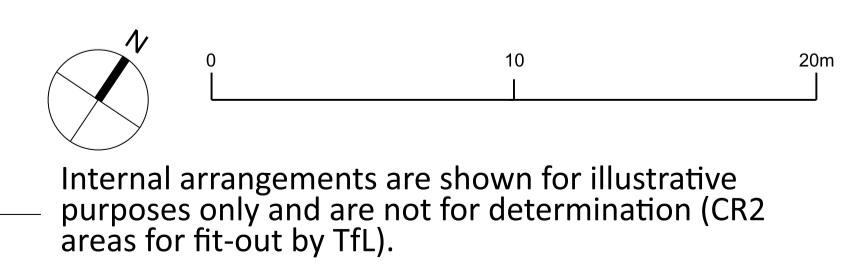 N
0 10 20m
Internal arrangements are shown for illustrative
purposes only and are not for determination (CR2
areas for fit-out by TfL).